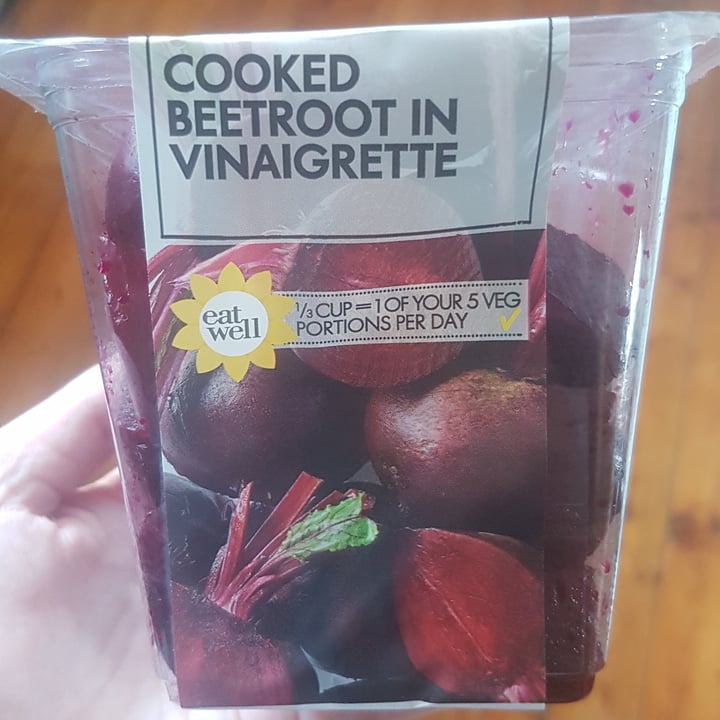 COOKED
BEETROOT IN
VINAIGRETTE
eat
well
1/3 CUP = 1 OF YOUR 5 VEG
PORTIONS PER DAY